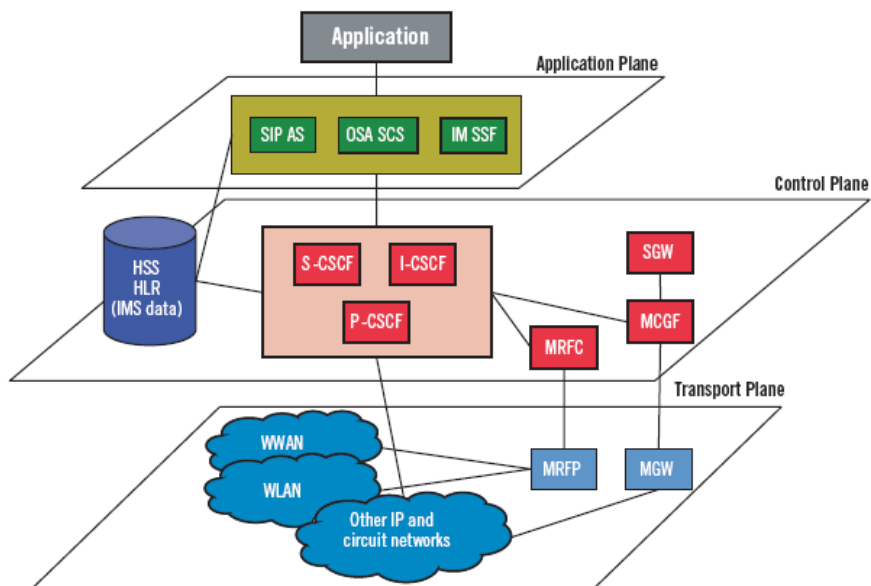 Application
Application Plane
SIP AS
OSA SCS
IM SSF
Control Plane
HSS
HLR
(IMS data)
S-CSCF
I-CSCF
P-CSCF
SGW
MCGF
MRFC
Transport Plane
WWAN
WLAN
Other IP and
circuit networks
MRFP
MGW